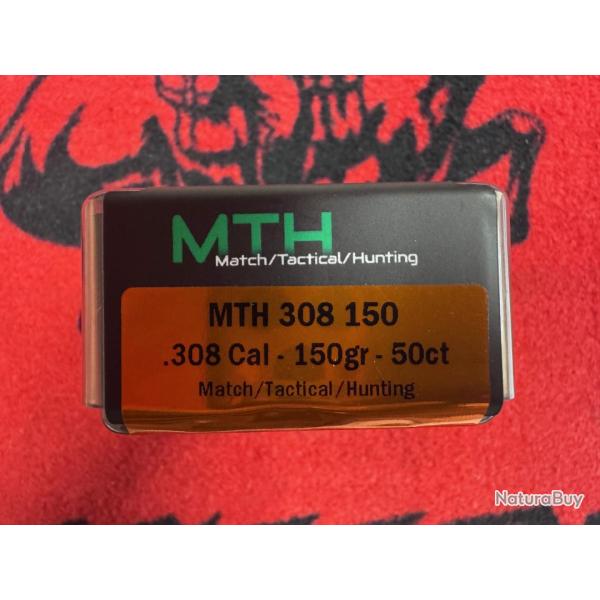 MTH
Match/Tactical/Hunting
MTH 308 150
.308 Cal - 150gr - 50ct
Match/Tactical/Hunting
NaturaBuy